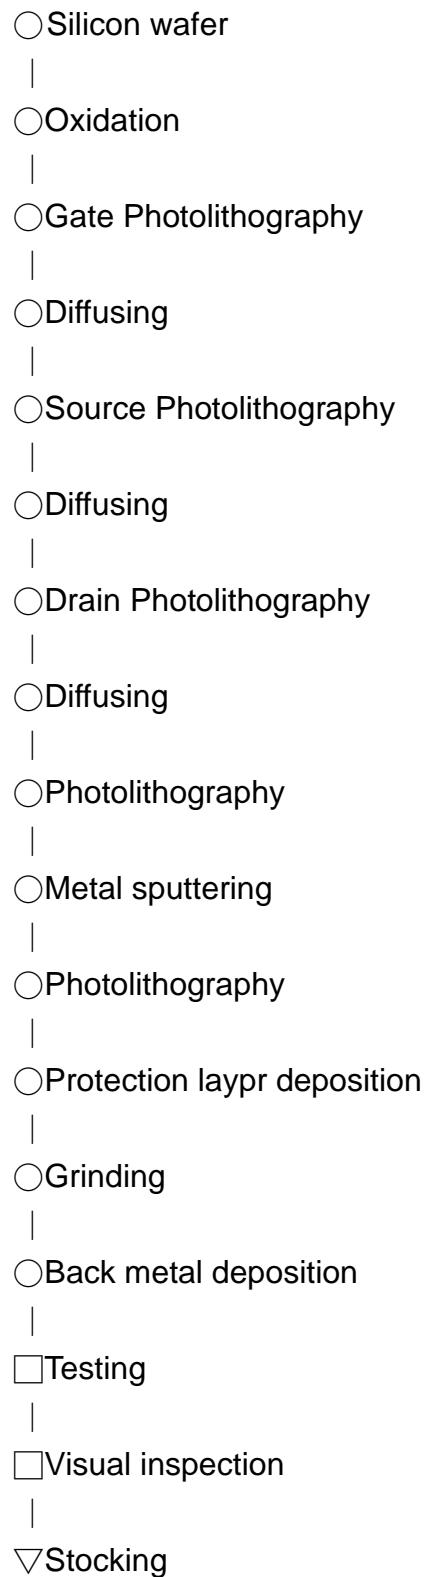 ○Silicon wafer
○Oxidation
○Gate Photolithography
○Diffusing
○Source Photolithography
○Diffusing
○Drain Photolithography
○Diffusing
○Photolithography
○Metal sputtering
○Photolithography
○Protection laypr deposition
○Grinding
○Back metal deposition
□Testing
□Visual inspection
▽Stocking